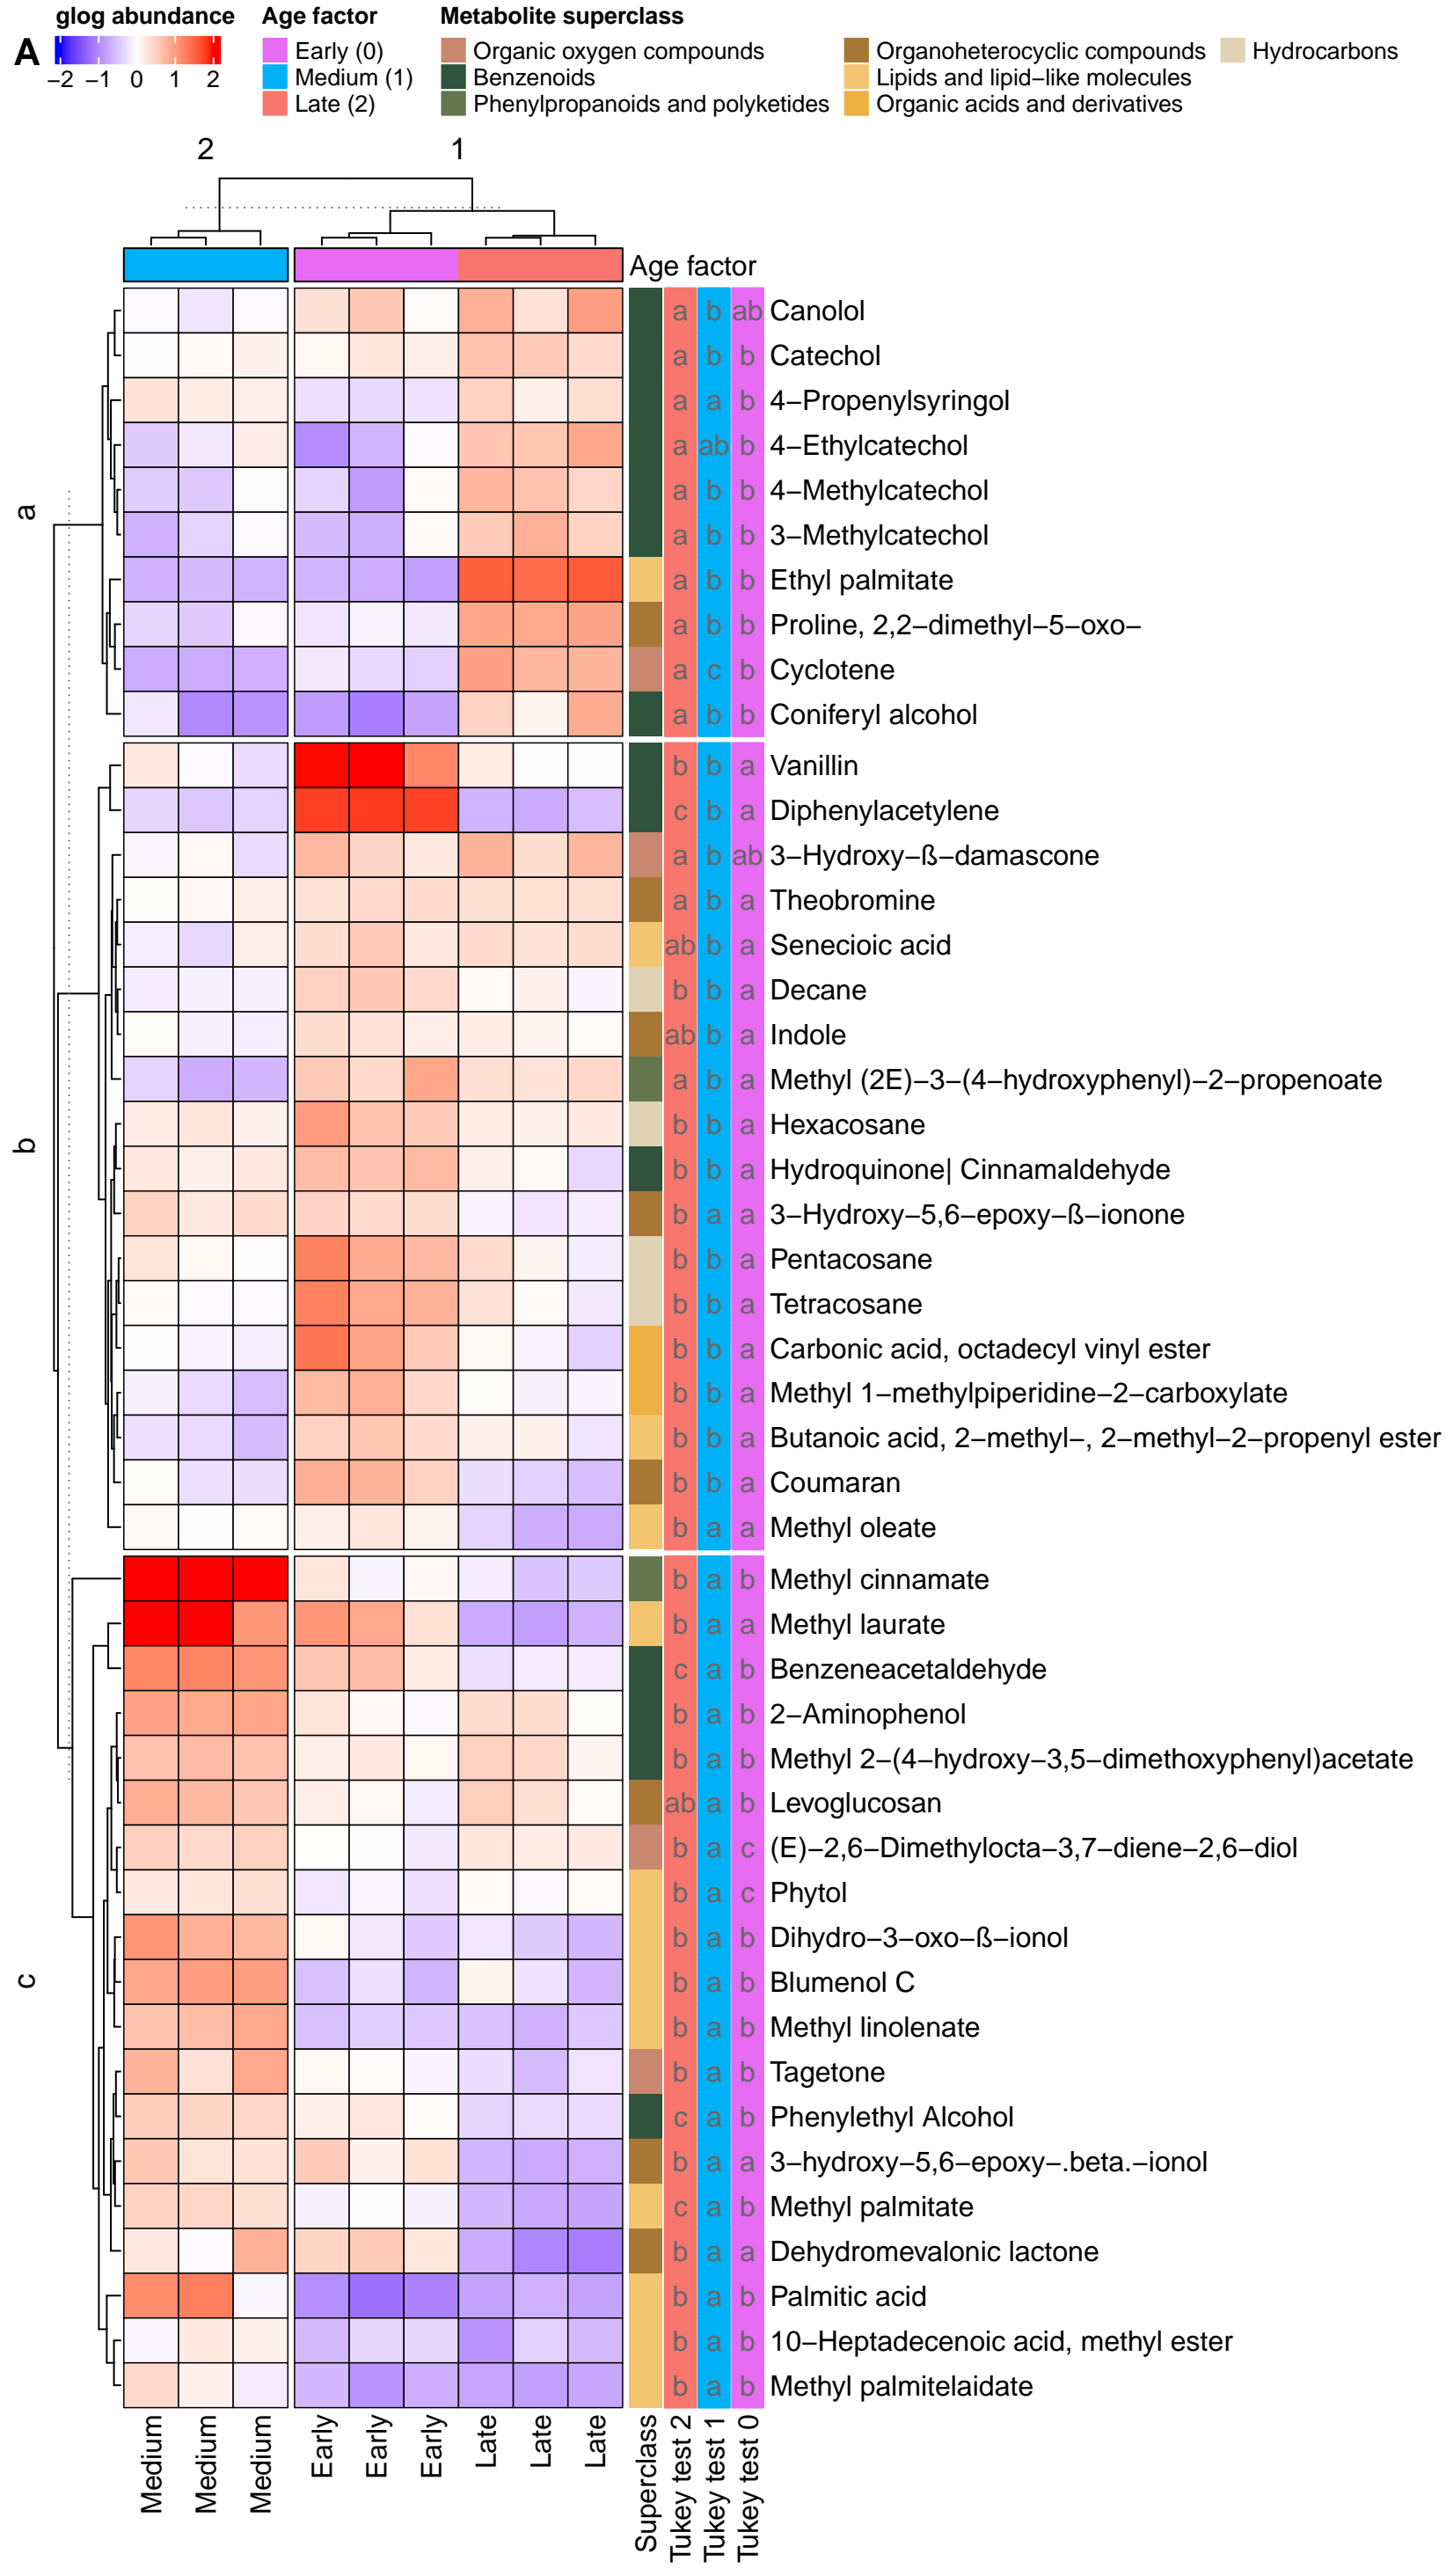 glog abundance Age factor Metabolite superclass
A
−2 −1 0 1 2
Early (0)
Medium (1)
Late (2)
Organic oxygen compounds
Benzenoids
Phenylpropanoids and polyketides
Organoheterocyclic compounds
Lipids and lipid−like molecules
Organic acids and derivatives
Hydrocarbons
2 1
Age factor
a
a b ab Canolol
a b b Catechol
a a b 4−Propenylsyringol
a ab b 4−Ethylcatechol
a b b 4−Methylcatechol
a b b 3−Methylcatechol
a b b Ethyl palmitate
a b b Proline, 2,2−dimethyl−5−oxo−
a c b Cyclotene
a b b Coniferyl alcohol
b
b b a Vanillin
c b a Diphenylacetylene
a b ab 3−Hydroxy−ß−damascone
a b a Theobromine
ab b a Senecioic acid
b b a Decane
ab b a Indole
a b a Methyl (2E)−3−(4−hydroxyphenyl)−2−propenoate
b b a Hexacosane
b b a Hydroquinone| Cinnamaldehyde
b a a 3−Hydroxy−5,6−epoxy−ß−ionone
b b a Pentacosane
b b a Tetracosane
b b a Carbonic acid, octadecyl vinyl ester
b b a Methyl 1−methylpiperidine−2−carboxylate
b b a Butanoic acid, 2−methyl−, 2−methyl−2−propenyl ester
b b a Coumaran
b a a Methyl oleate
c
b a b Methyl cinnamate
b a a Methyl laurate
c a b Benzeneacetaldehyde
b a b 2−Aminophenol
b a b Methyl 2−(4−hydroxy−3,5−dimethoxyphenyl)acetate
ab a b Levoglucosan
b a c (E)−2,6−Dimethylocta−3,7−diene−2,6−diol
b a c Phytol
b a b Dihydro−3−oxo−ß−ionol
b a b Blumenol C
b a b Methyl linolenate
b a b Tagetone
c a b Phenylethyl Alcohol
b a a 3−hydroxy−5,6−epoxy−.beta.−ionol
c a b Methyl palmitate
b a a Dehydromevalonic lactone
b a b Palmitic acid
b a b 10−Heptadecenoic acid, methyl ester
b a b Methyl palmitelaidate
Medium
Medium
Medium
Early
Early
Early
Late
Late
Late
Superclass
Tukey test 2
Tukey test 1
Tukey test 0